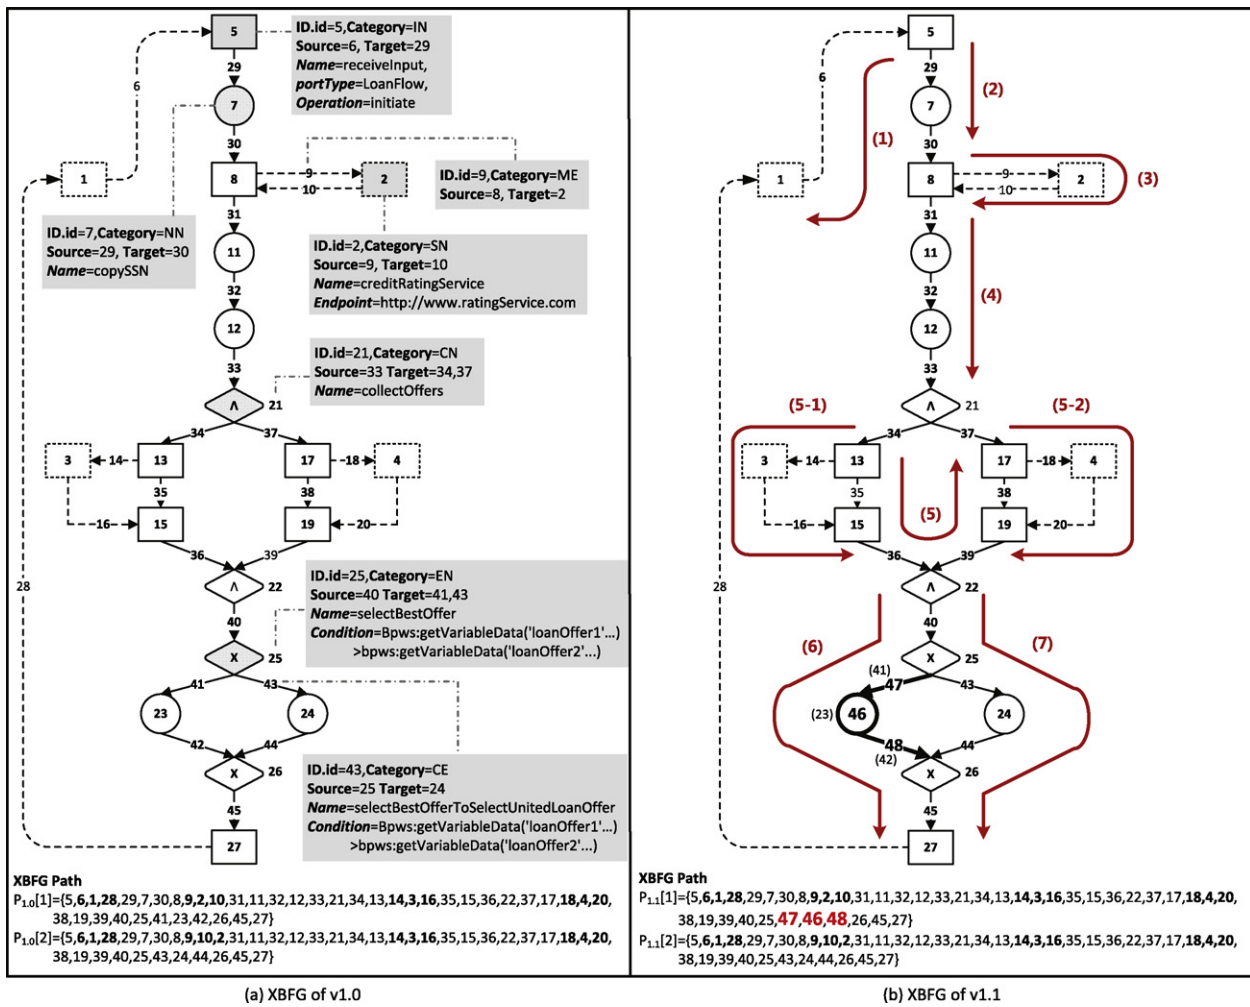 5
ID.id=5,Category=IN
Source=6, Target=29
Name=receiveInput,
portType=LoanFlow,
Operation=initiate
29
6
7
30
1
8
9
10
2
ID.id=9,Category=ME
Source=8, Target=2
31
ID.id=7,Category=NN
Source=29, Target=30
Name=copySSN
11
ID.id=2,Category=SN
Source=9, Target=10
Name=creditRatingService
Endpoint=http://www.ratingService.com
32
12
33
ID.id=21,Category=CN
Source=33 Target=34,37
Name=collectOffers
Λ
21
34
37
3
14
13
17
18
4
35
38
16
15
19
20
36
39
Λ
22
28
ID.id=25,Category=EN
Source=40 Target=41,43
Name=selectBestOffer
Condition=Bpws:getVariableData('loanOffer1'...)
>bpws:getVariableData('loanOffer2'...)
40
X
25
41
43
23
24
42
44
X
26
45
27
ID.id=43,Category=CE
Source=25 Target=24
Name=selectBestOfferToSelectUnitedLoanOffer
Condition=Bpws:getVariableData('loanOffer1'...)
>bpws:getVariableData('loanOffer2'...)
XBFG Path
P1.0[1]={5,6,1,28,29,7,30,8,9,2,10,31,11,32,12,33,21,34,13,14,3,16,35,15,36,22,37,17,18,4,20,
38,19,39,40,25,41,23,42,26,45,27}
P1.0[2]={5,6,1,28,29,7,30,8,9,10,2,31,11,32,12,33,21,34,13,14,3,16,35,15,36,22,37,17,18,4,20,
38,19,39,40,25,43,24,44,26,45,27}
(a) XBFG of v1.0
5
29
6
(2)
7
(1)
30
1
8
9
10
2
(3)
31
11
32
(4)
12
33
Λ
21
(5-1)
(5-2)
34
37
3
14
13
17
18
4
35
38
16
15
(5)
19
20
36
39
Λ
22
28
40
(6)
(7)
X
25
(41)
47
43
(23)
46
24
48
(42)
44
X
26
45
27
XBFG Path
P1.1[1]={5,6,1,28,29,7,30,8,9,2,10,31,11,32,12,33,21,34,13,14,3,16,35,15,36,22,37,17,18,4,20,
38,19,39,40,25,47,46,48,26,45,27}
P1.1[2]={5,6,1,28,29,7,30,8,9,10,2,31,11,32,12,33,21,34,13,14,3,16,35,15,36,22,37,17,18,4,20,
38,19,39,40,25,43,24,44,26,45,27}
(b) XBFG of v1.1